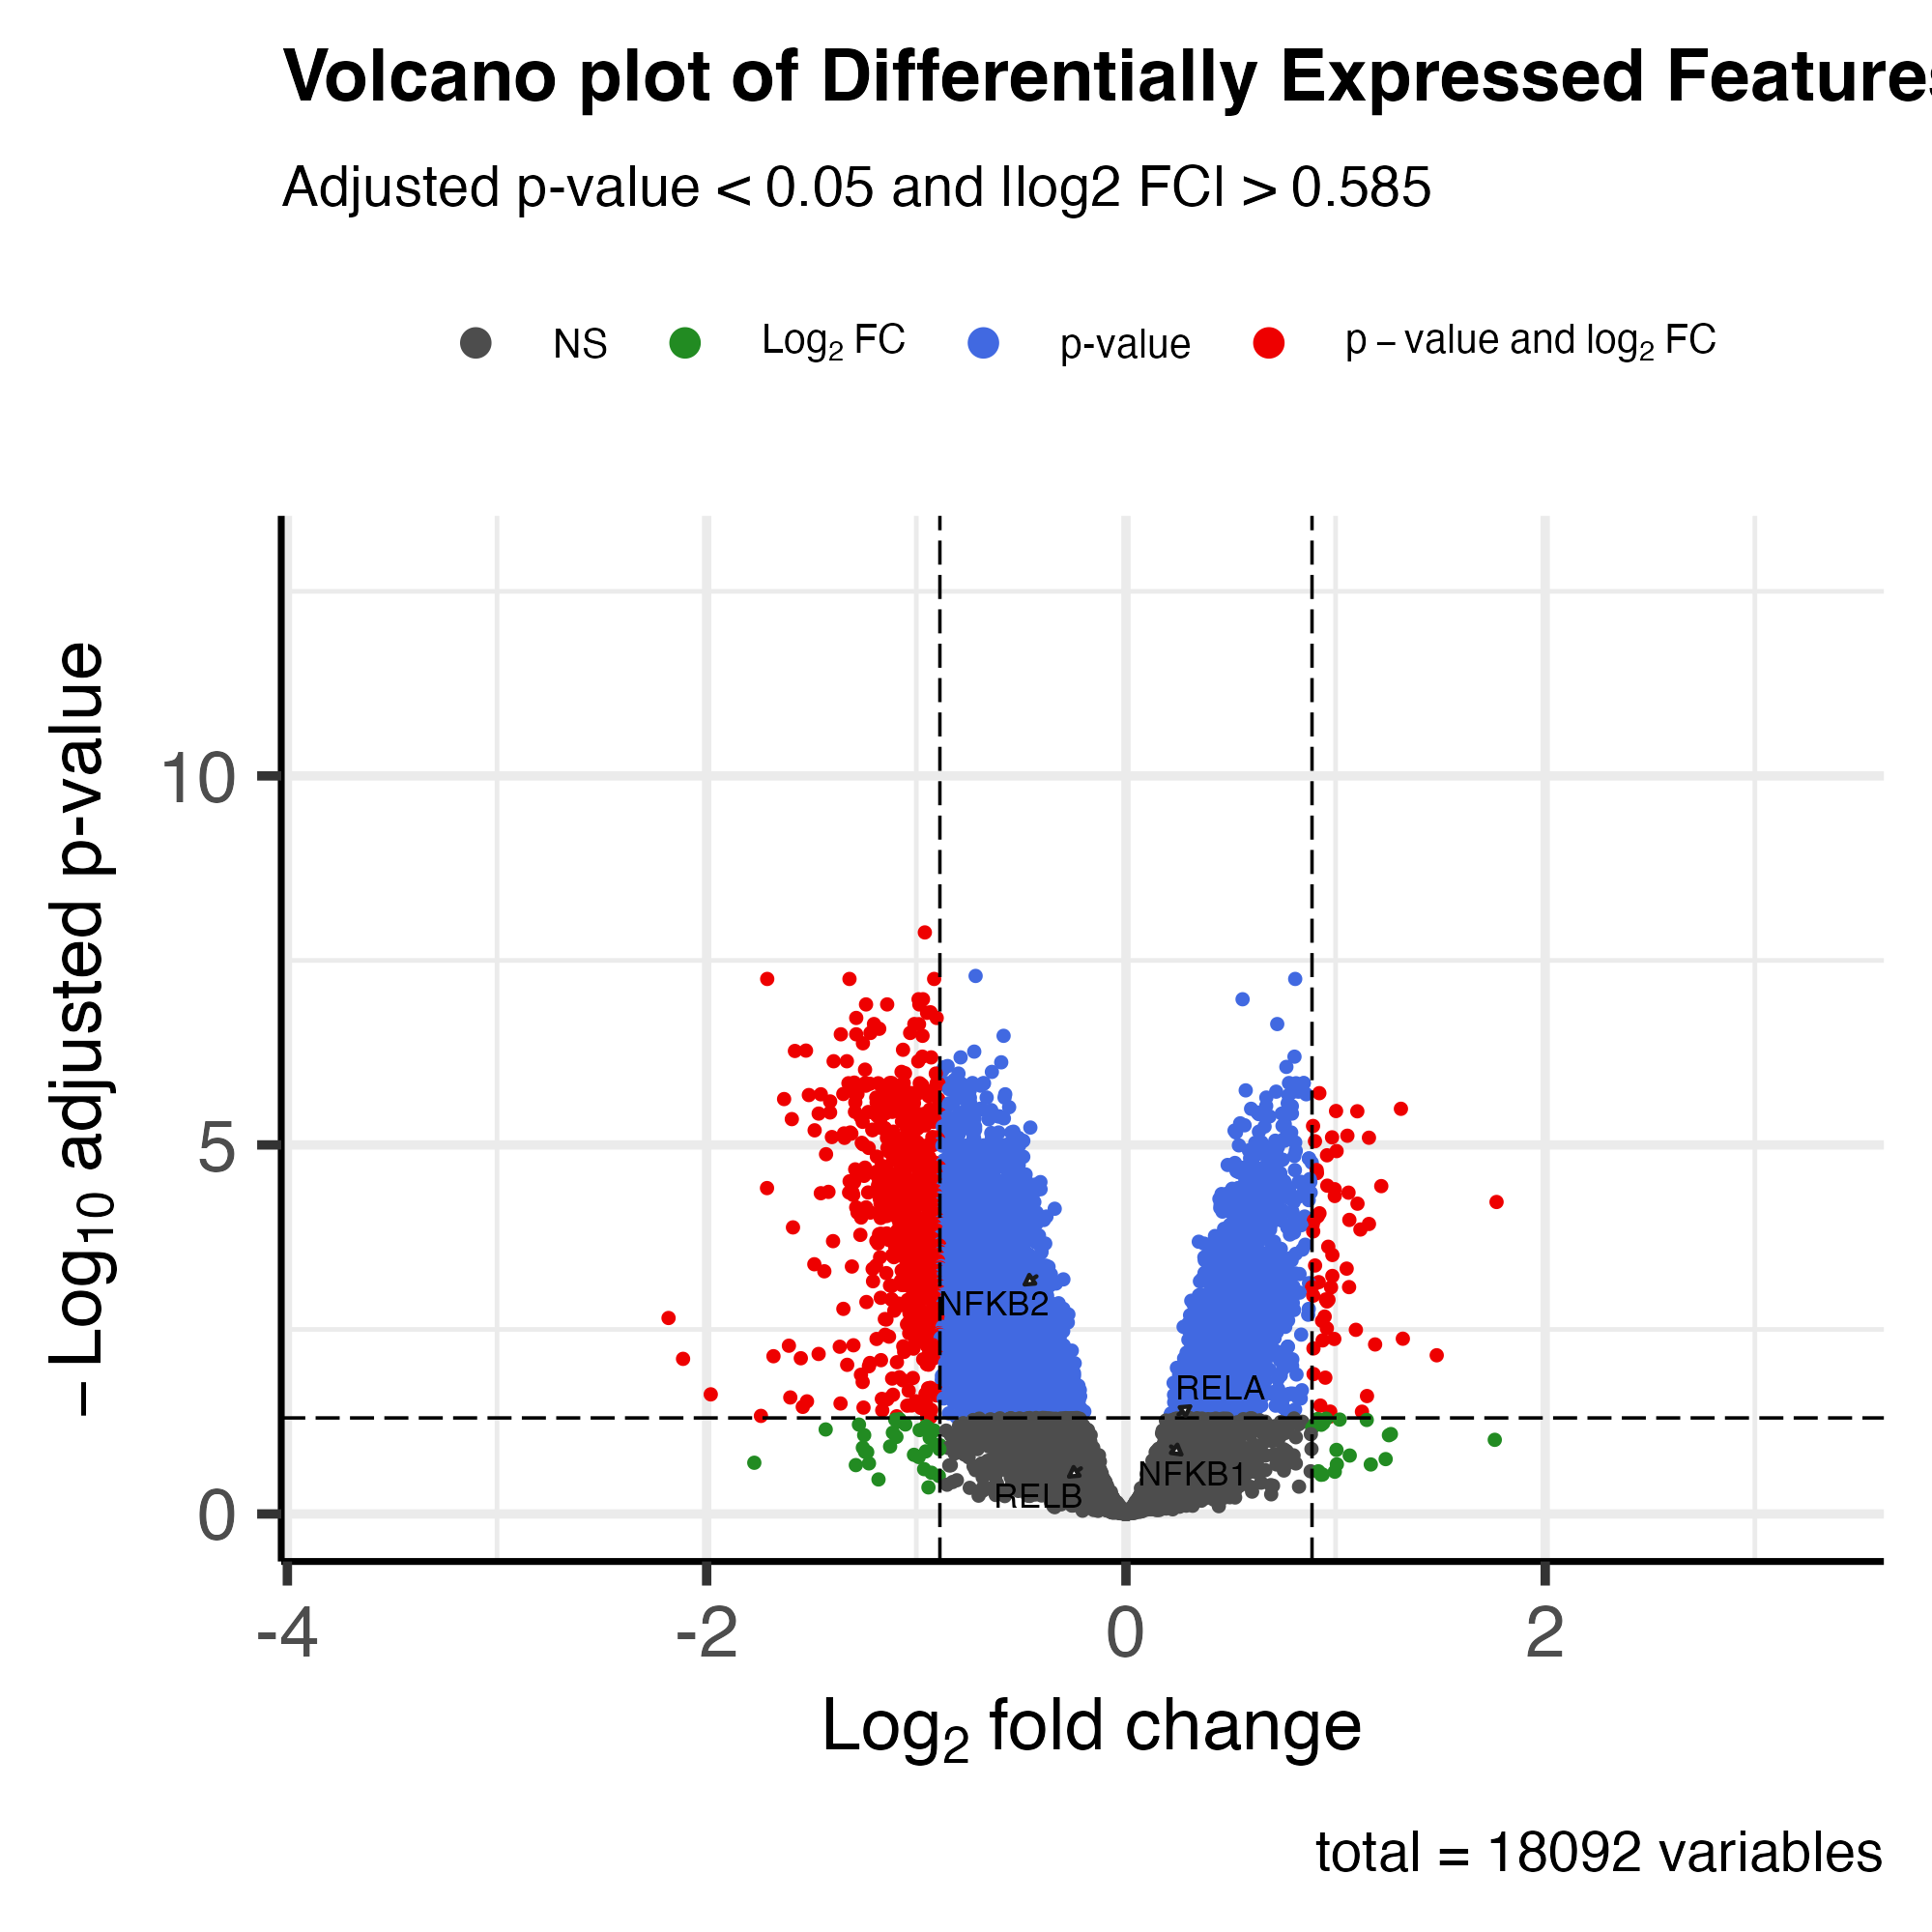 Volcano plot of Differentially Expressed Features
Adjusted p-value < 0.05 and |log2 FC| > 0.585
NS Log₂ FC p-value p – value and log₂ FC
– Log₁₀ adjusted p-value
10
5
0
NFKB2
RELA
NFKB1
RELB
-4 -2 0 2
Log₂ fold change
total = 18092 variables